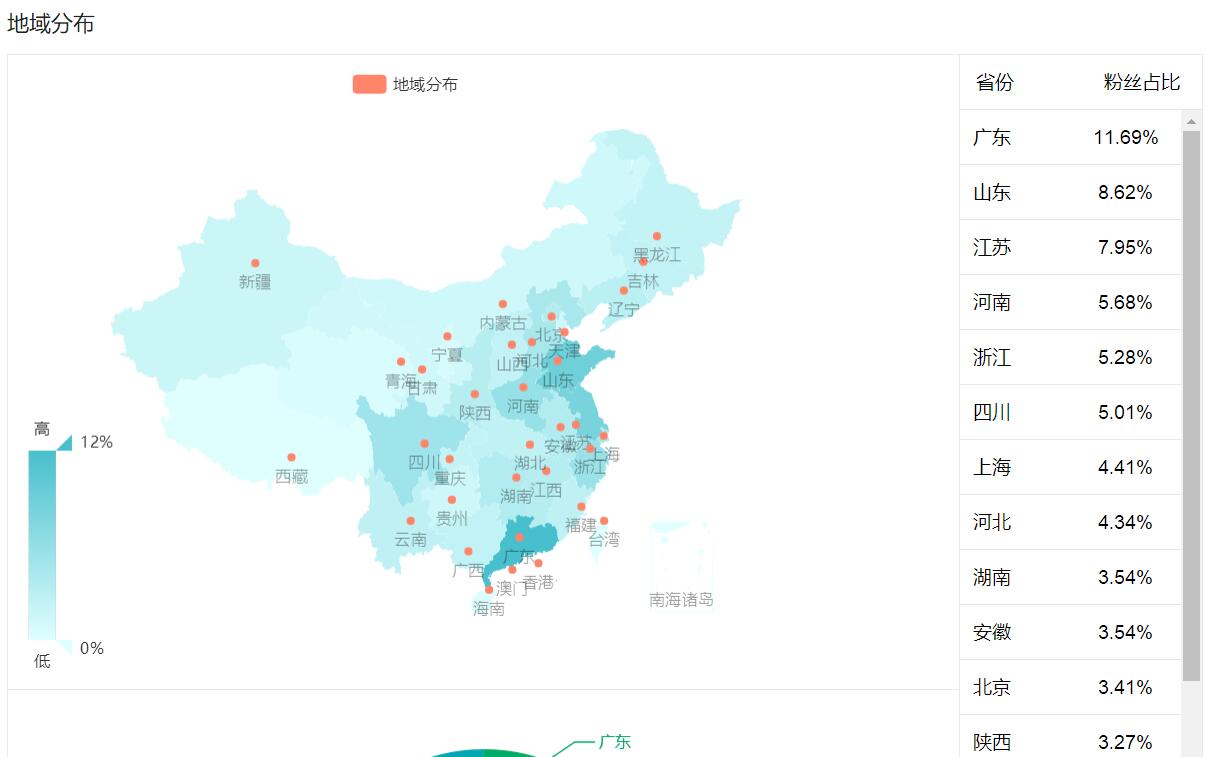 地域分布
地域分布
黑龙江
新疆
吉林
辽宁
内蒙古
北京
宁夏
天津
山西
河北
青海
甘肃
山东
陕西
河南
高
12%
安徽
江苏
上海
四川
湖北
浙江
西藏
重庆
湖南
江西
贵州
福建
云南
台湾
广东
广西
澳门
香港
南海诸岛
海南
0%
低
广东
省份 粉丝占比
广东 11.69%
山东 8.62%
江苏 7.95%
河南 5.68%
浙江 5.28%
四川 5.01%
上海 4.41%
河北 4.34%
湖南 3.54%
安徽 3.54%
北京 3.41%
陕西 3.27%